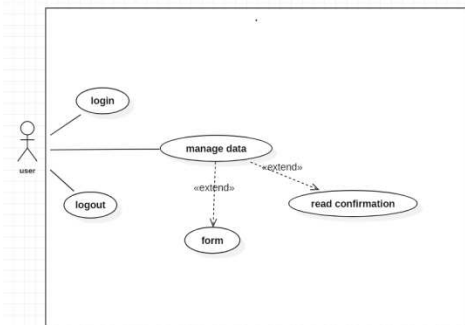 login
manage data
user
«extend»
«extend»
logout
read confirmation
form